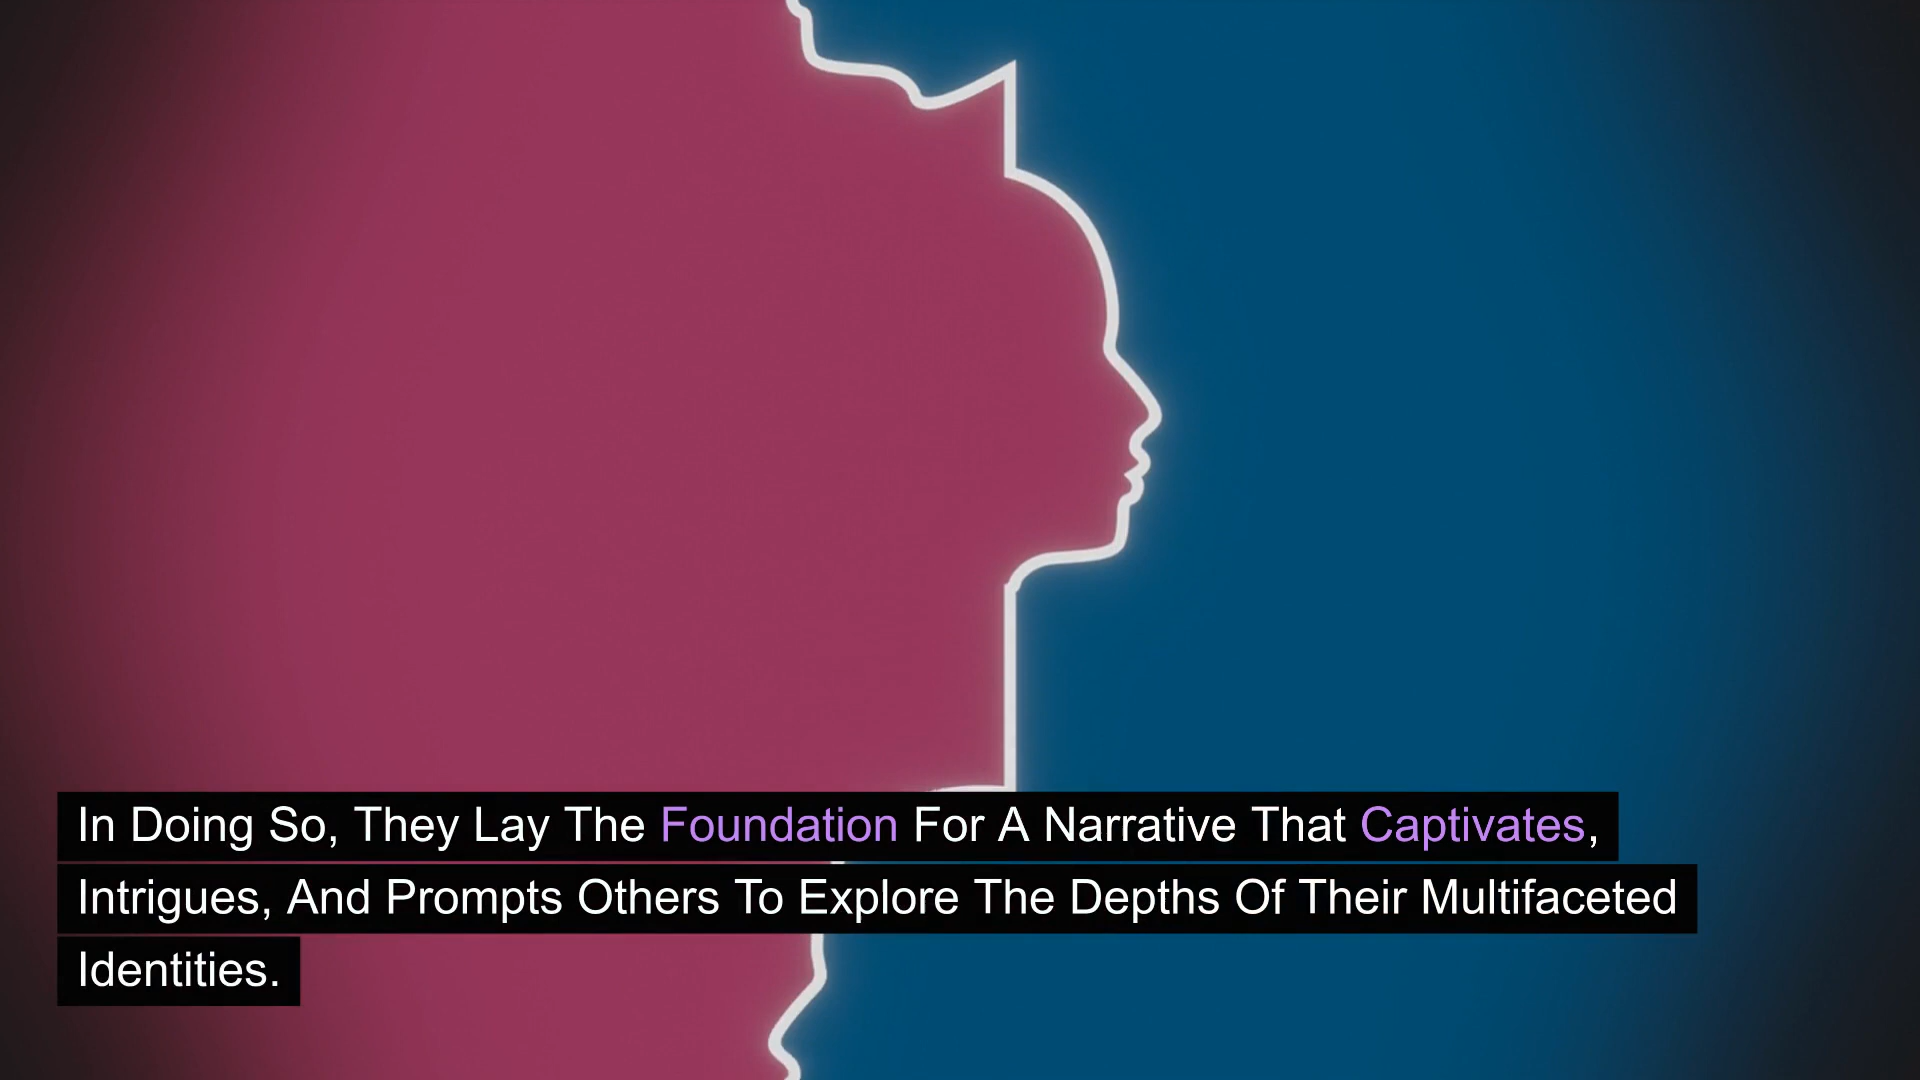 In Doing So, They Lay The Foundation For A Narrative That Captivates,
Intrigues, And Prompts Others To Explore The Depths Of Their Multifaceted
Identities.